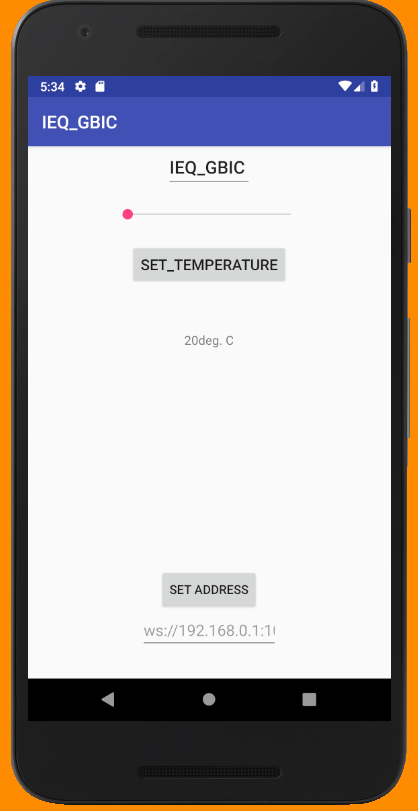 5:34
IEQ_GBIC
IEQ_GBIC
SET_TEMPERATURE
20deg. C
SET ADDRESS
ws://192.168.0.1:1